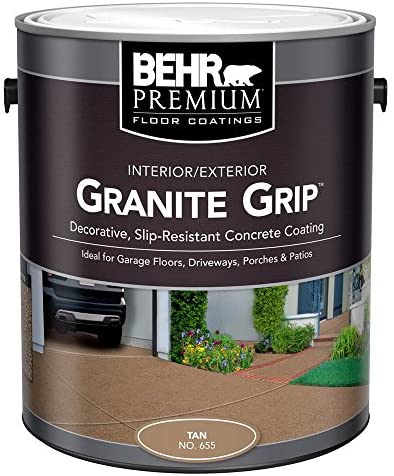 BEHR
PREMIUM
FLOOR COATINGS
INTERIOR/EXTERIOR
GRANITE GRIP™
Decorative, Slip-Resistant Concrete Coating
Ideal for Garage Floors, Driveways, Porches & Patios
TAN
NO. 655